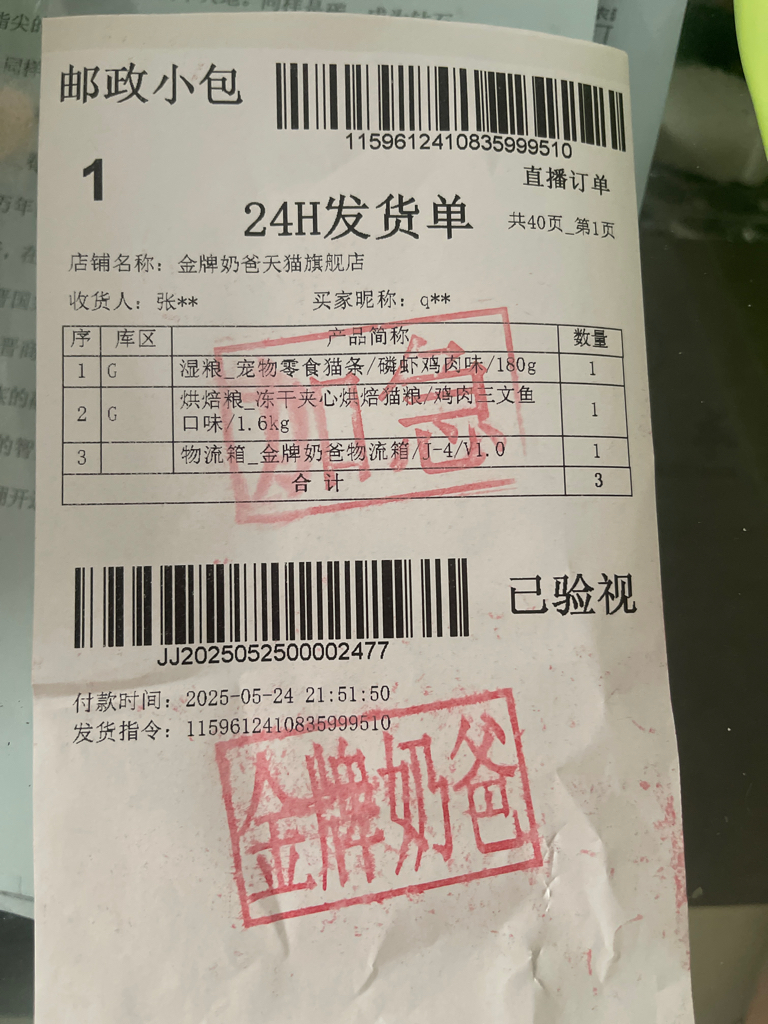 邮政小包
1159612410835999510
1
直播订单
24H发货单
共40页_第1页
店铺名称：金牌奶爸天猫旗舰店
收货人：张**
买家昵称：q**
序 库区 产品简称 数量
1 G 湿粮_宠物零食猫条/磷虾鸡肉味/180g 1
2 G 烘焙粮_冻干夹心烘焙猫粮/鸡肉三文鱼
口味/1.6kg 1
3 物流箱_金牌奶爸物流箱/J-4/V1.0 1
合计 3
加急
已验视
JJ2025052500002477
付款时间：2025-05-24 21:51:50
发货指令：1159612410835999510
金牌奶爸